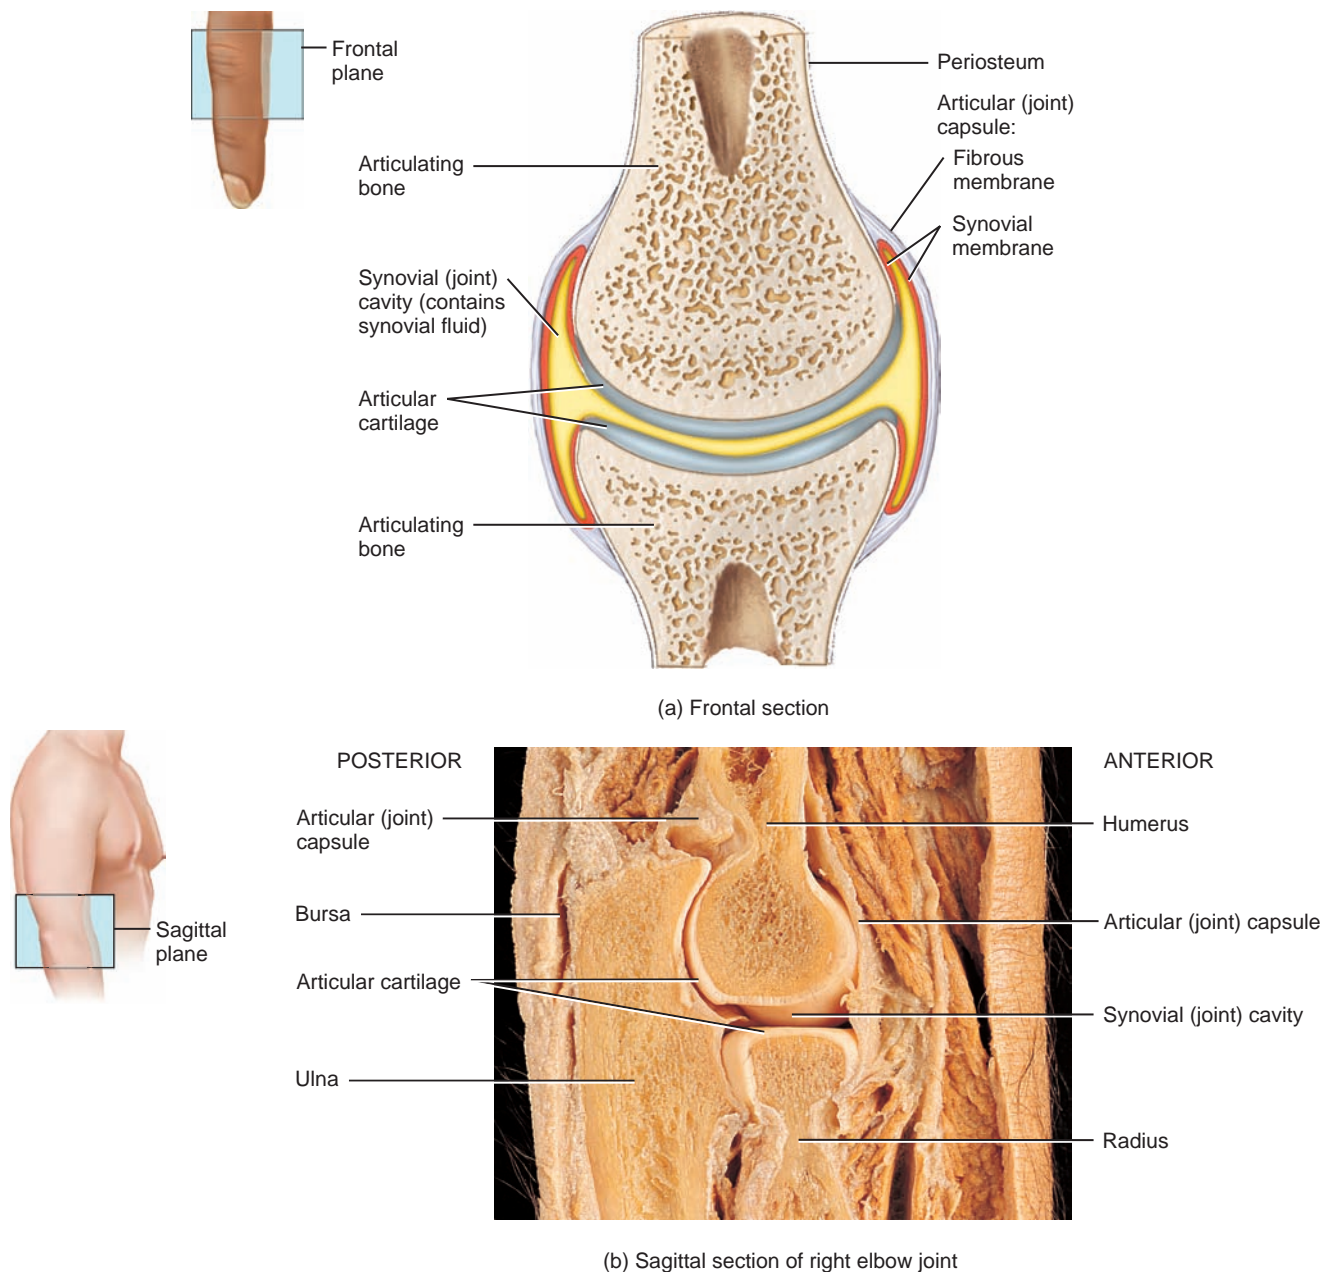 Frontal
plane
Periosteum
Articular (joint)
capsule:
Fibrous
membrane
Synovial
membrane
Articulating
bone
Synovial (joint)
cavity (contains
synovial fluid)
Articular
cartilage
Articulating
bone
(a) Frontal section
POSTERIOR
ANTERIOR
Articular (joint)
capsule
Humerus
Bursa
Articular (joint) capsule
Sagittal
plane
Articular cartilage
Synovial (joint) cavity
Ulna
Radius
(b) Sagittal section of right elbow joint